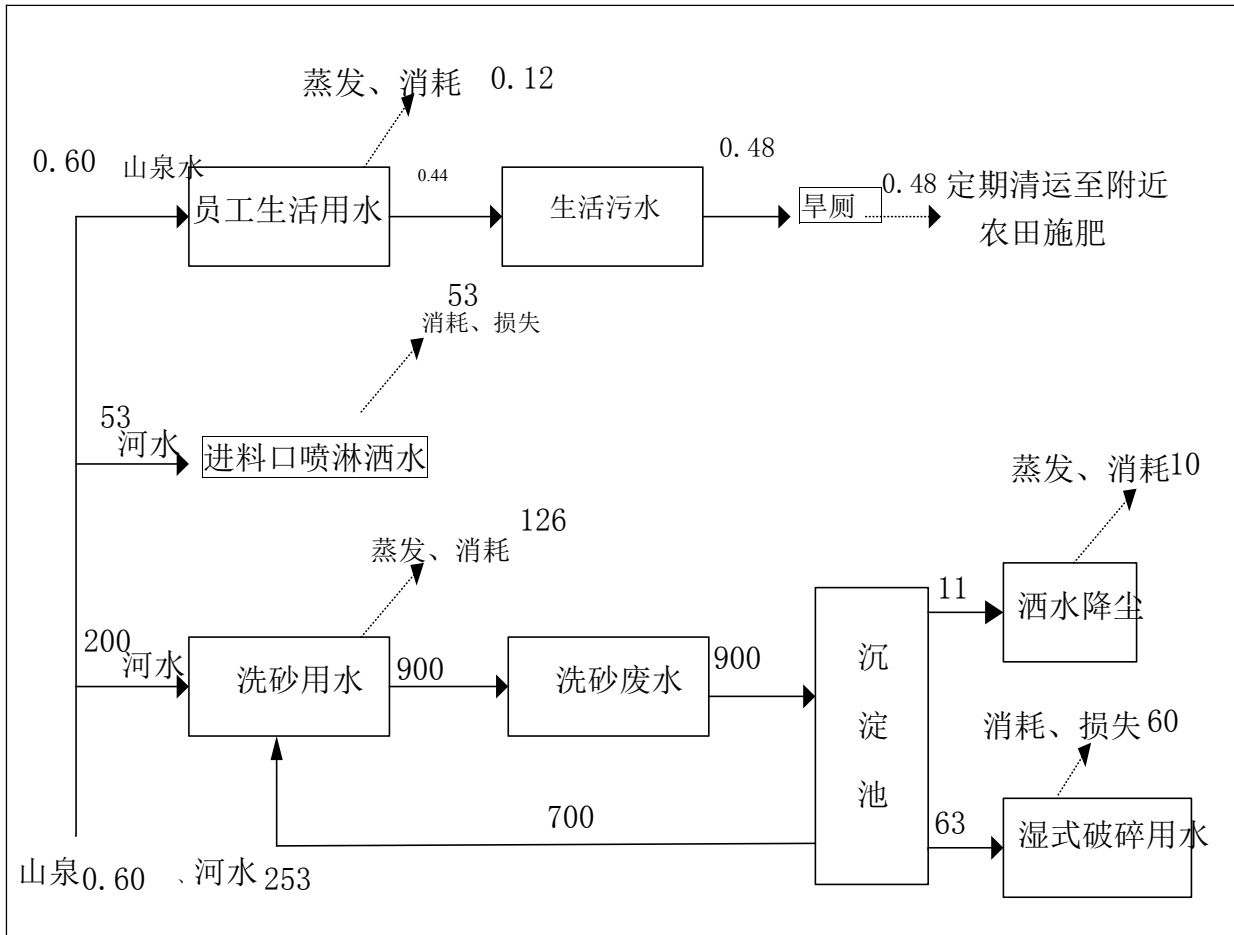 蒸发、消耗 0.12
0.60 山泉水
员工生活用水
0.44
生活污水
0.48
旱厕
0.48 定期清运至附近
农田施肥
53
消耗、损失
53
河水
进料口喷淋洒水
蒸发、消耗10
126
蒸发、消耗
11
洒水降尘
200
河水
洗砂用水
900
洗砂废水
900
沉
淀
池
消耗、损失60
63
湿式破碎用水
700
山泉0.60 、河水253